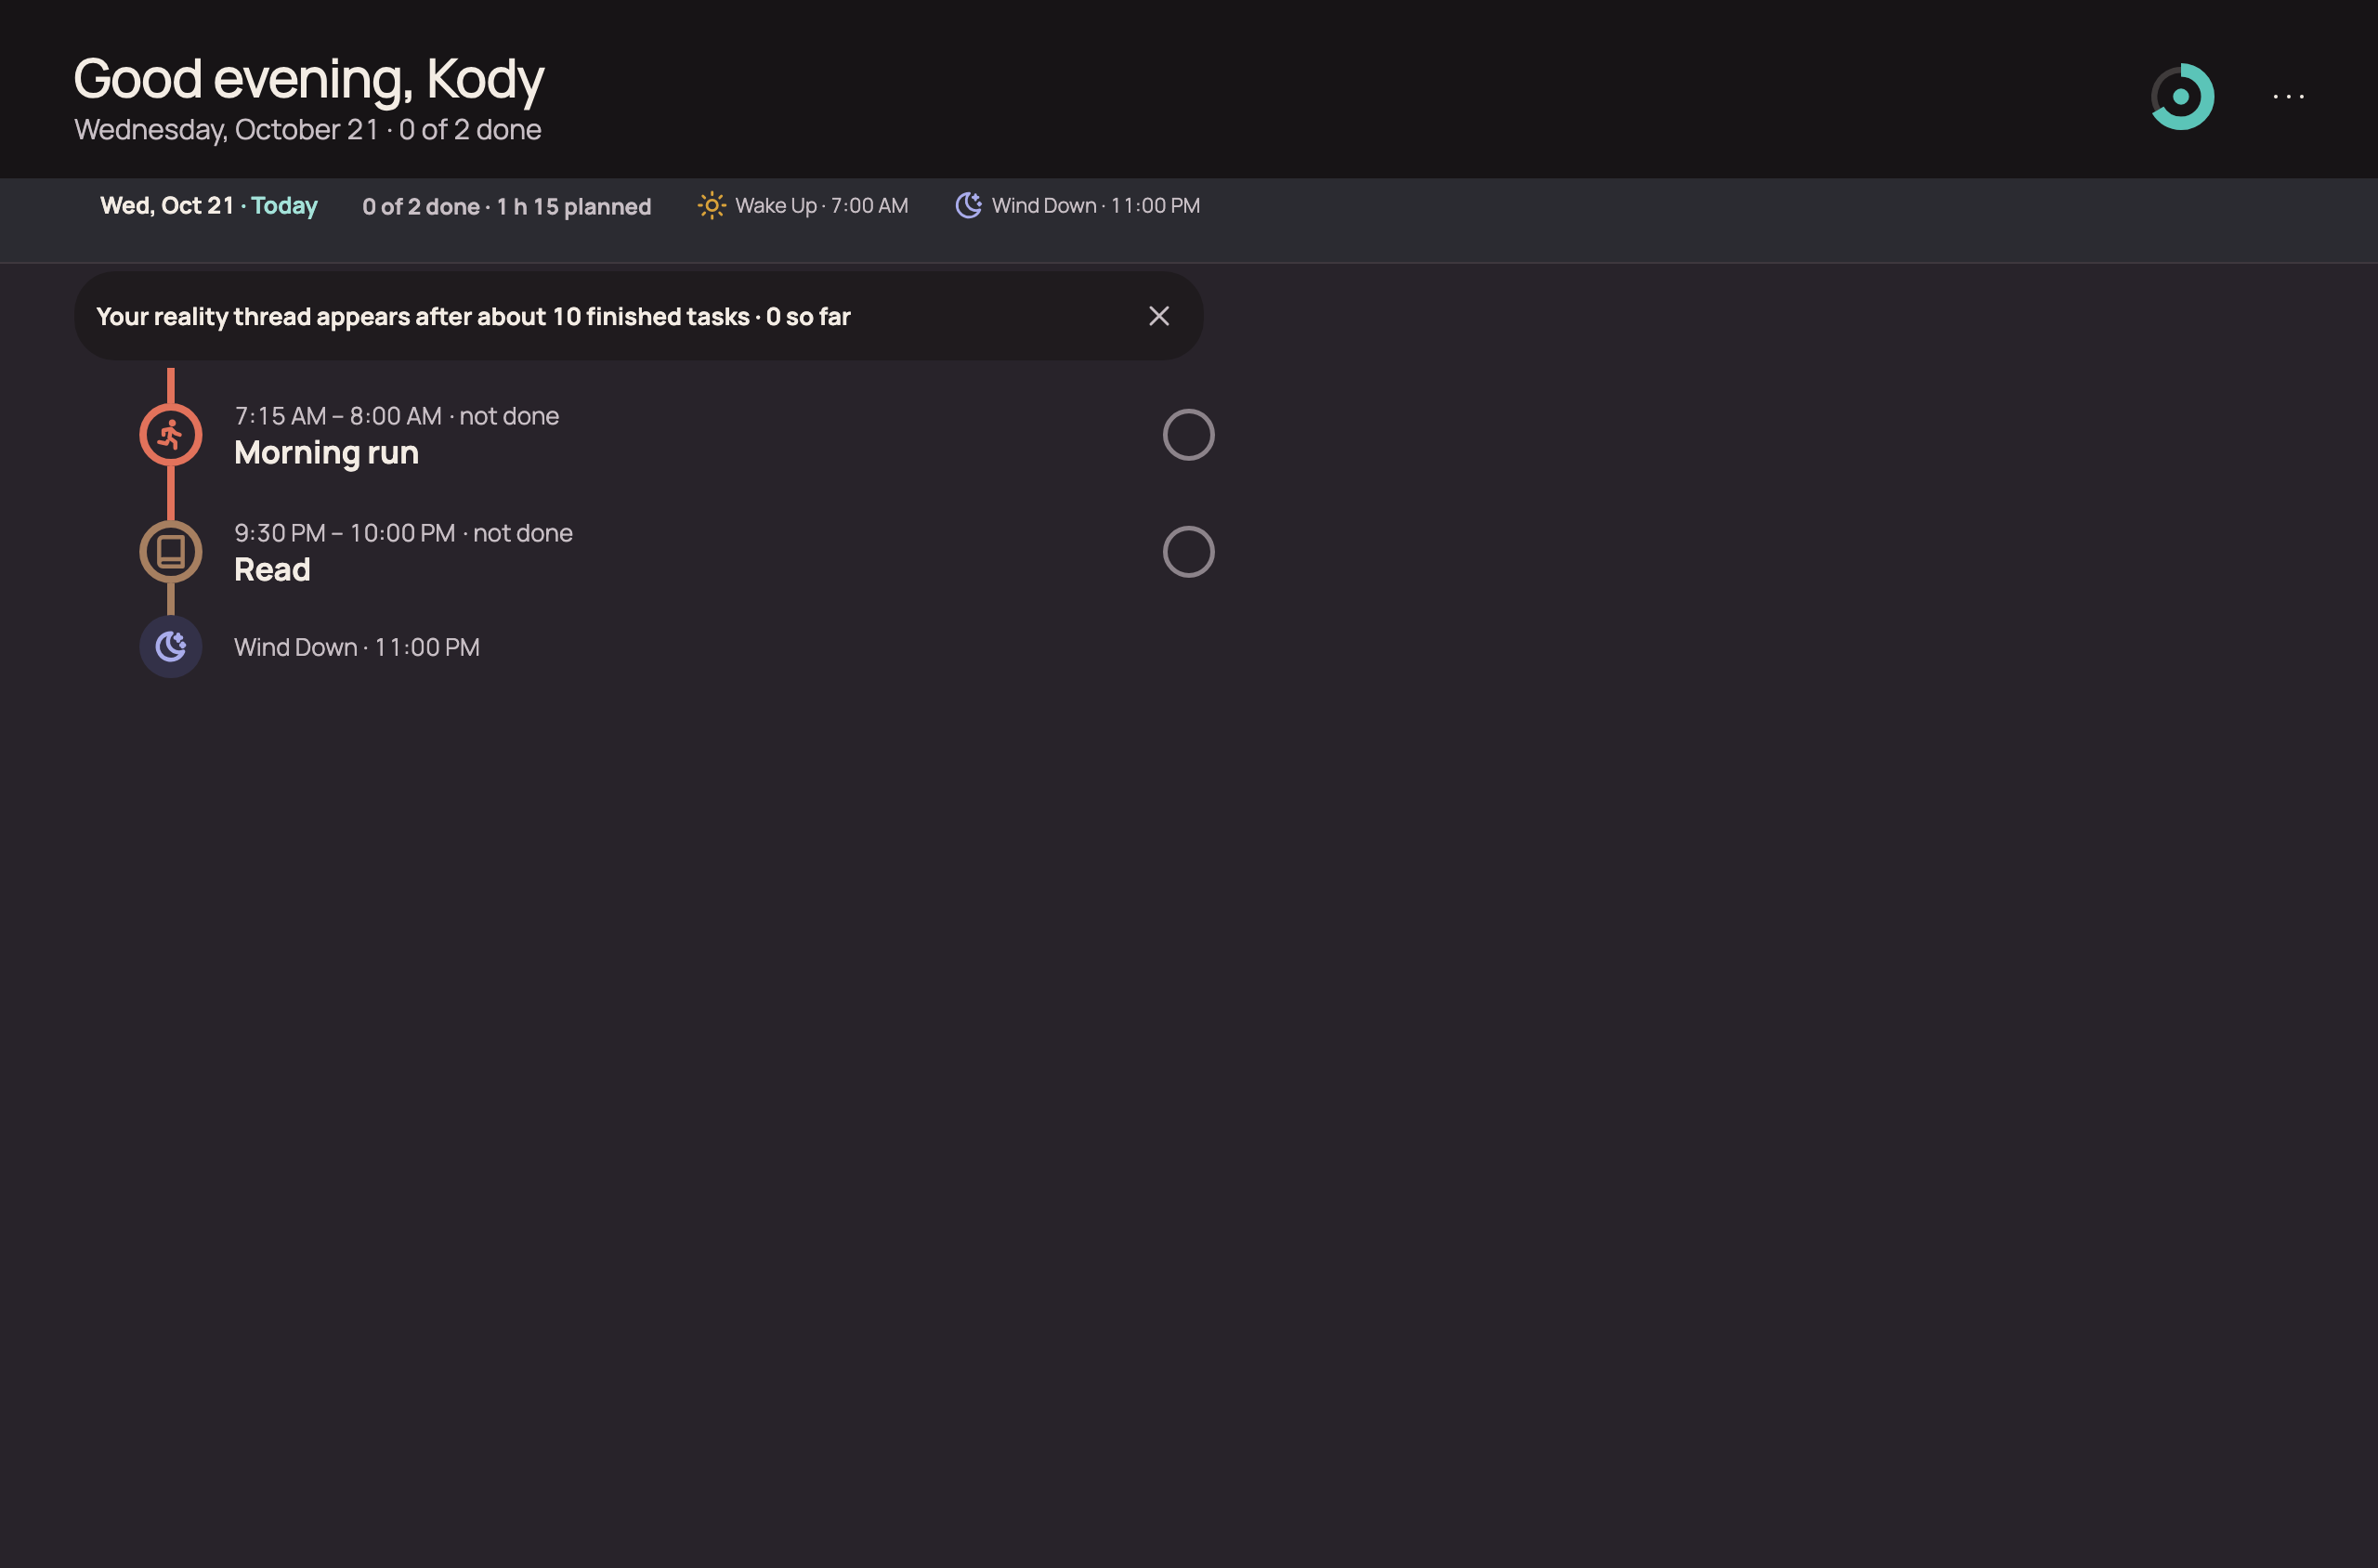 Good evening, Kody
Wednesday, October 21 · 0 of 2 done
Wed, Oct 21 · Today 0 of 2 done · 1 h 15 planned Wake Up · 7:00 AM Wind Down · 11:00 PM
Your reality thread appears after about 10 finished tasks · 0 so far
7:15 AM – 8:00 AM · not done
Morning run
9:30 PM – 10:00 PM · not done
Read
Wind Down · 11:00 PM